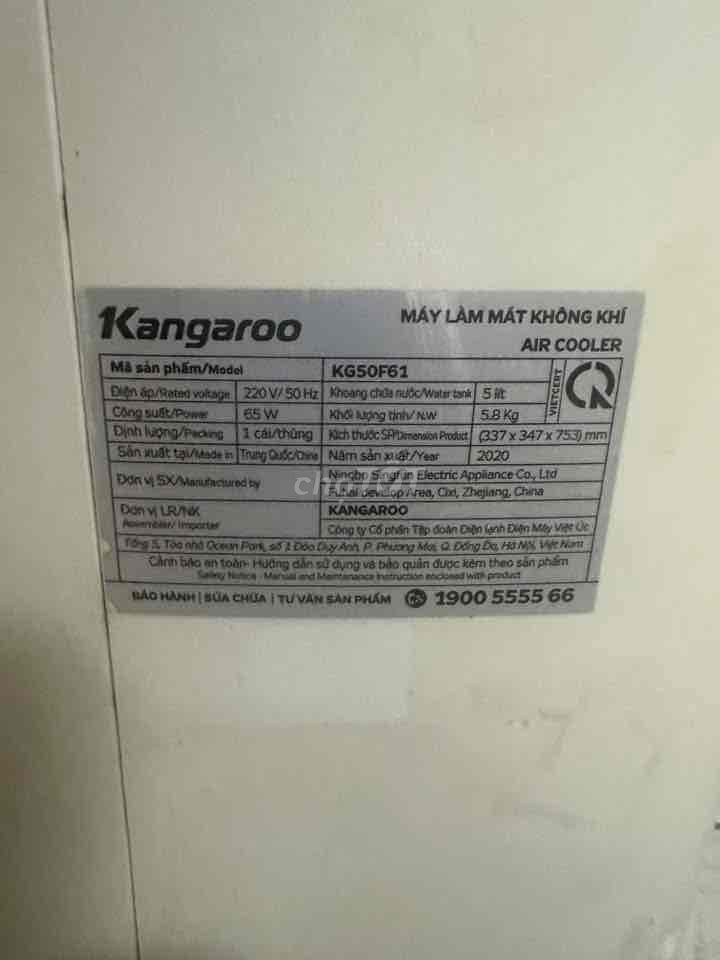 Kangaroo
MÁY LÀM MÁT KHÔNG KHÍ
AIR COOLER
Mã sản phẩm/Model KG50F61
Điện áp/Rated voltage 220V/ 50 Hz Khoang chứa nước/Water tank 5 lít
Công suất/Power 65 W Khối lượng tịnh/ N.W 5.8 Kg
Định lượng/Packing 1 cái/thùng Kích thước SP/Dimension Product (337 x 347 x 753) mm
Sản xuất tại/Made in Trung Quốc/China Năm sản xuất/Year 2020
VIETCERT
Đơn vị SX/Manufactured by Ningbo Singfun Electric Appliance Co., Ltd
Fuhai develop Area, Cixi, Zhejiang, China
Đơn vị LR/NK KANGAROO
Assembler/ Importer Công ty Cổ phần Tập đoàn Điện lạnh Điện Máy Việt Úc
Tầng 5, Tòa nhà Ocean Park, số 1 Đào Duy Anh, P. Phương Mai, Q. Đống Đa, Hà Nội, Việt Nam
Cảnh báo an toàn- Hướng dẫn sử dụng và bảo quản được kèm theo sản phẩm
Safety Notice - Manual and Maintenance Instruction enclosed with product
BẢO HÀNH | SỬA CHỮA | TƯ VẤN SẢN PHẨM 1900 5555 66